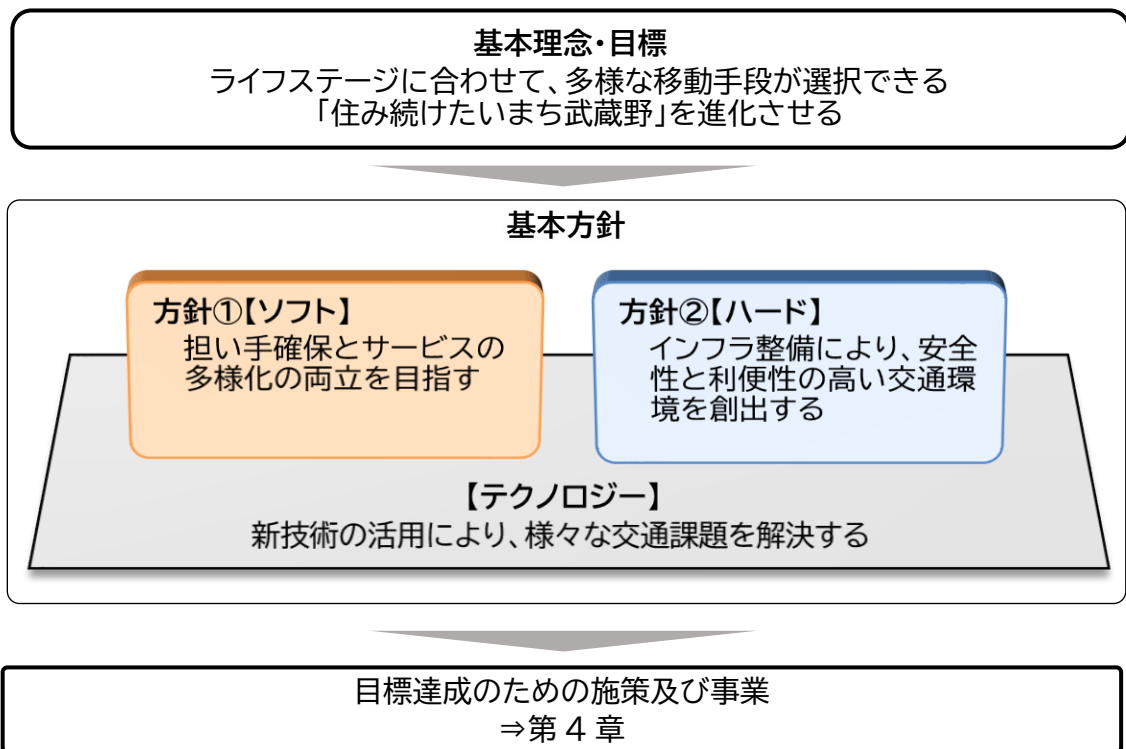 基本理念・目標
ライフステージに合わせて、多様な移動手段が選択できる
「住み続けたいまち武蔵野」を進化させる
基本方針
方針①【ソフト】
担い手確保とサービスの
多様化の両立を目指す
方針②【ハード】
インフラ整備により、安全
性と利便性の高い交通環
境を創出する
【テクノロジー】
新技術の活用により、様々な交通課題を解決する
目標達成のための施策及び事業
⇒第 4 章